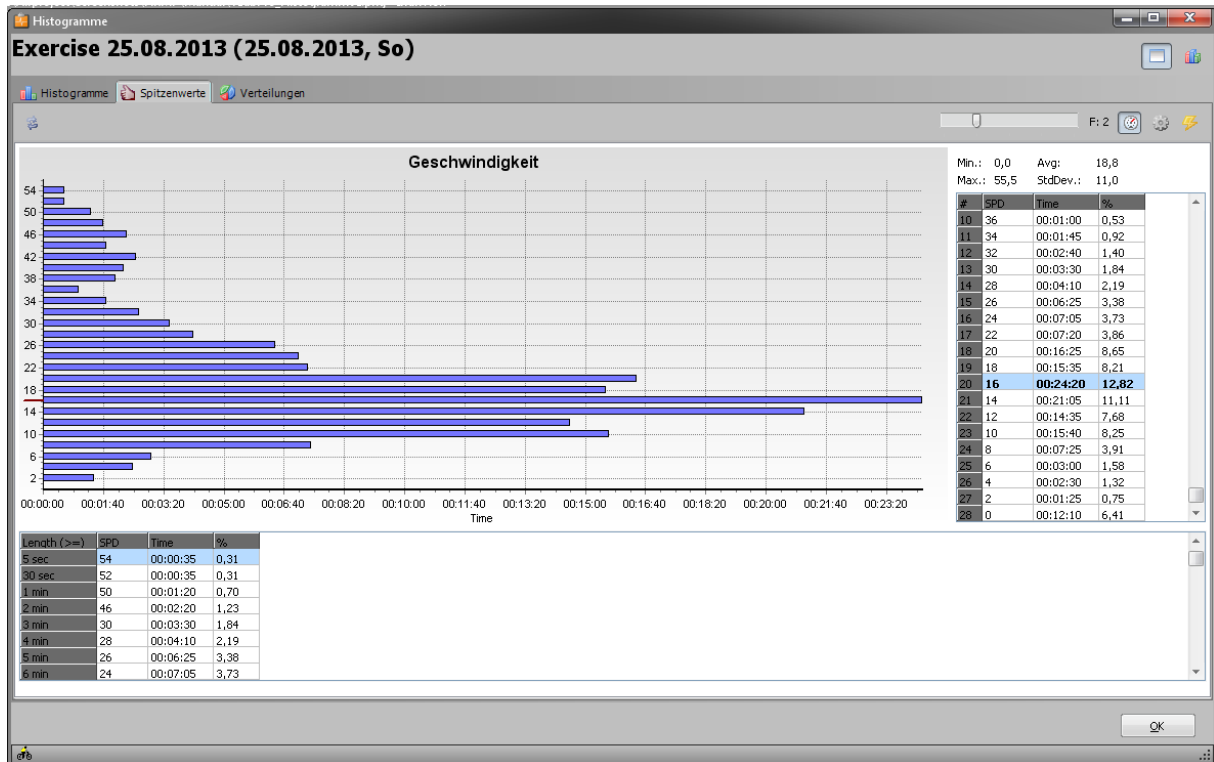 Histogramme
Exercise 25.08.2013 (25.08.2013, So)
Histogramme Spitzenwerte Verteilungen
F: 2
Geschwindigkeit
54
50
46
42
38
34
30
26
22
18
14
10
6
2
00:00:00 00:01:40 00:03:20 00:05:00 00:06:40 00:08:20 00:10:00 00:11:40 00:13:20 00:15:00 00:16:40 00:18:20 00:20:00 00:21:40 00:23:20
Time
Min.: 0,0 Avg: 18,8
Max.: 55,5 StdDev.: 11,0
# SPD Time %
10 36 00:01:00 0,53
11 34 00:01:45 0,92
12 32 00:02:40 1,40
13 30 00:03:30 1,84
14 28 00:04:10 2,19
15 26 00:06:25 3,38
16 24 00:07:05 3,73
17 22 00:07:20 3,86
18 20 00:16:25 8,65
19 18 00:15:35 8,21
20 16 00:24:20 12,82
21 14 00:21:05 11,11
22 12 00:14:35 7,68
23 10 00:15:40 8,25
24 8 00:07:25 3,91
25 6 00:03:00 1,58
26 4 00:02:30 1,32
27 2 00:01:25 0,75
28 0 00:12:10 6,41
Length (>=) SPD Time %
5 sec 54 00:00:35 0,31
30 sec 52 00:00:35 0,31
1 min 50 00:01:20 0,70
2 min 46 00:02:20 1,23
3 min 30 00:03:30 1,84
4 min 28 00:04:10 2,19
5 min 26 00:06:25 3,38
6 min 24 00:07:05 3,73
OK